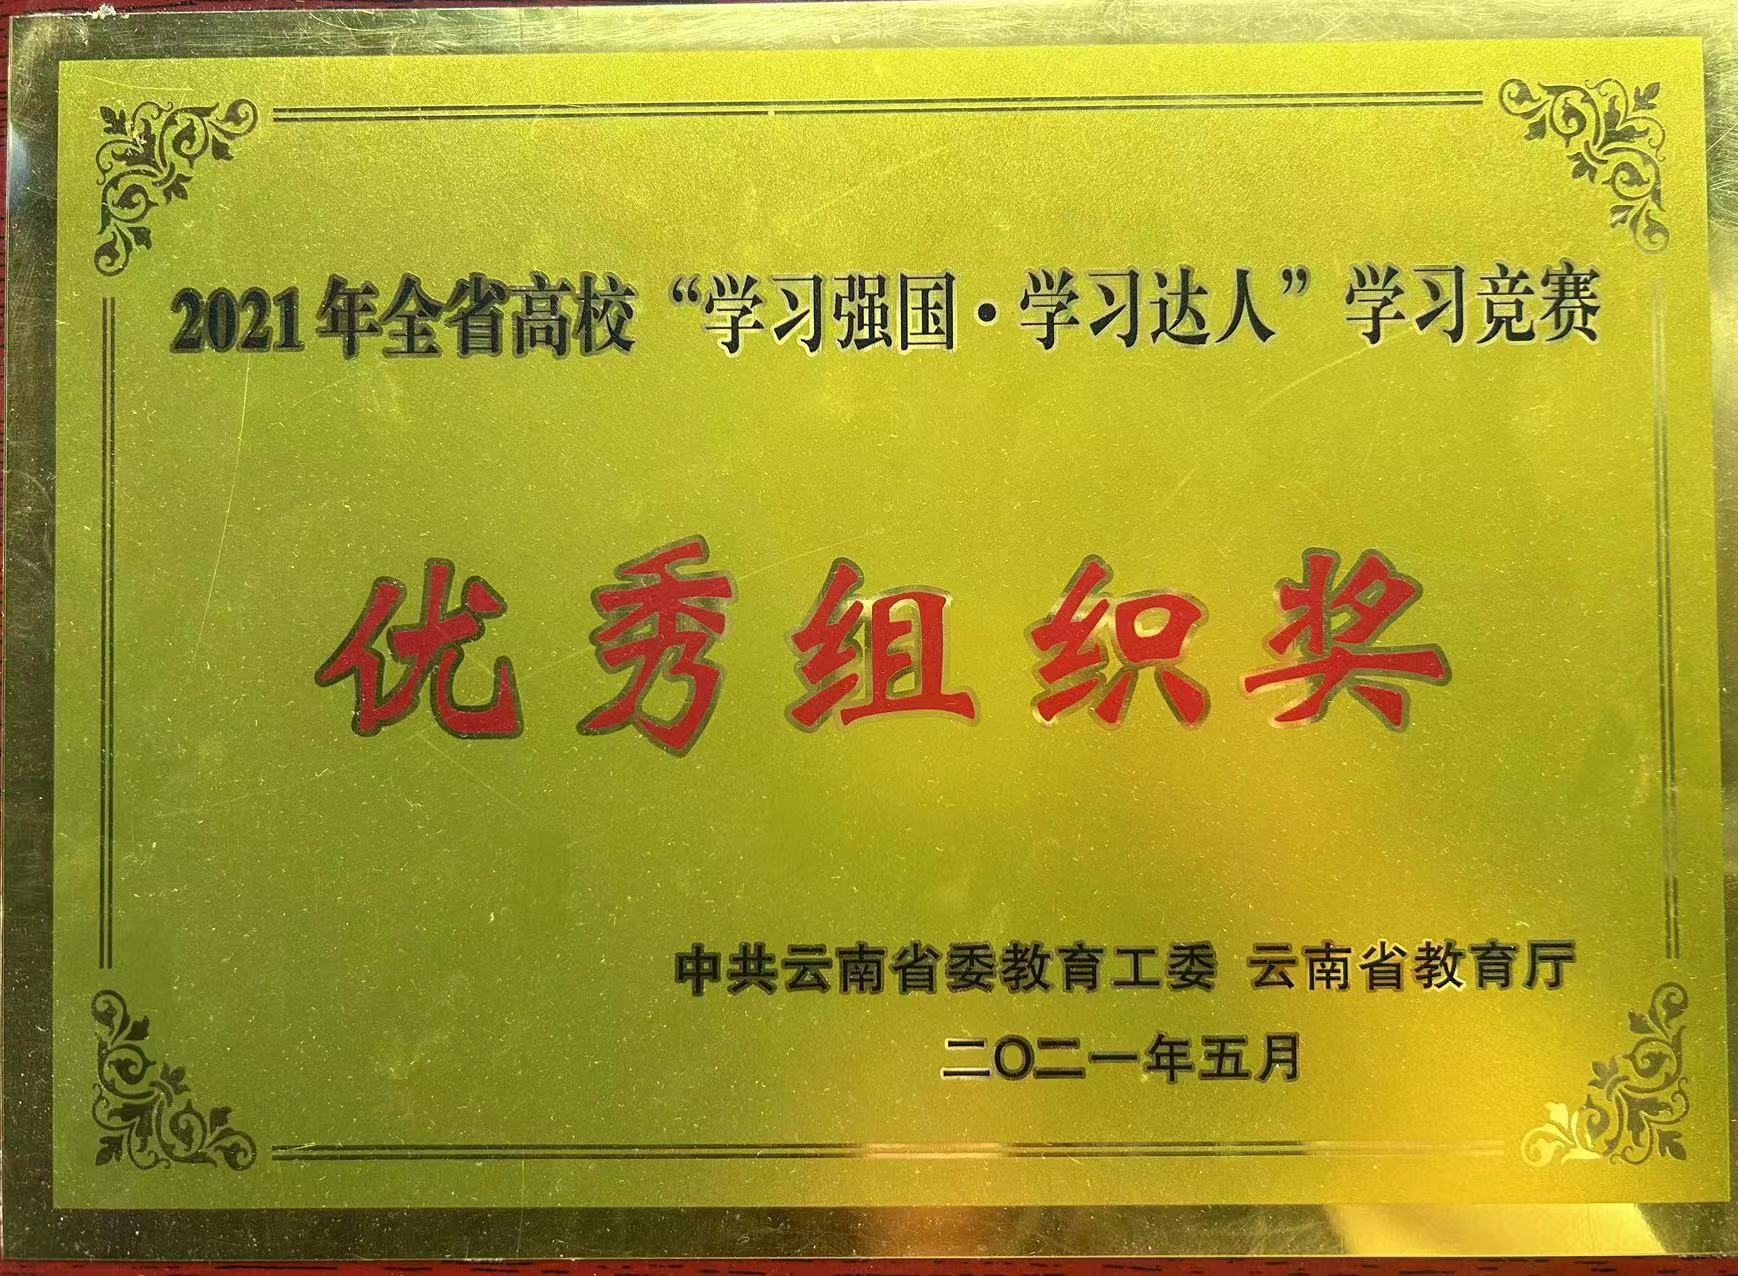 2021年全省高校“学习强国·学习达人”学习竞赛
优秀组织奖
中共云南省委教育工委 云南省教育厅
二〇二一年五月